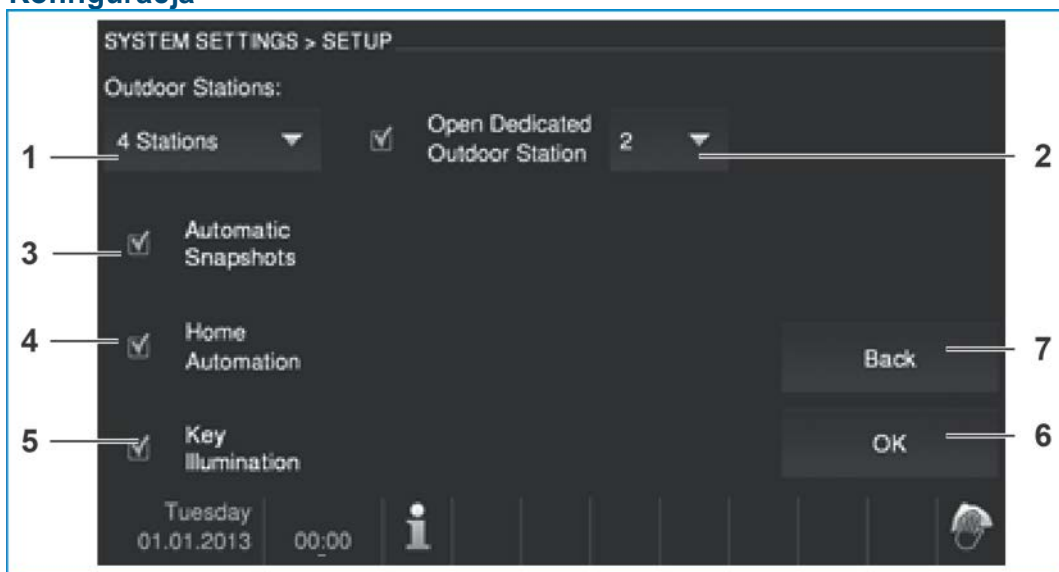 Konfiguracja
SYSTEM SETTINGS > SETUP
Outdoor Stations:
4 Stations
Open Dedicated
Outdoor Station
2
1
2
Automatic
Snapshots
3
Home
Automation
4
Back
7
Key
Illumination
5
OK
6
Tuesday
01.01.2013
00:00
i